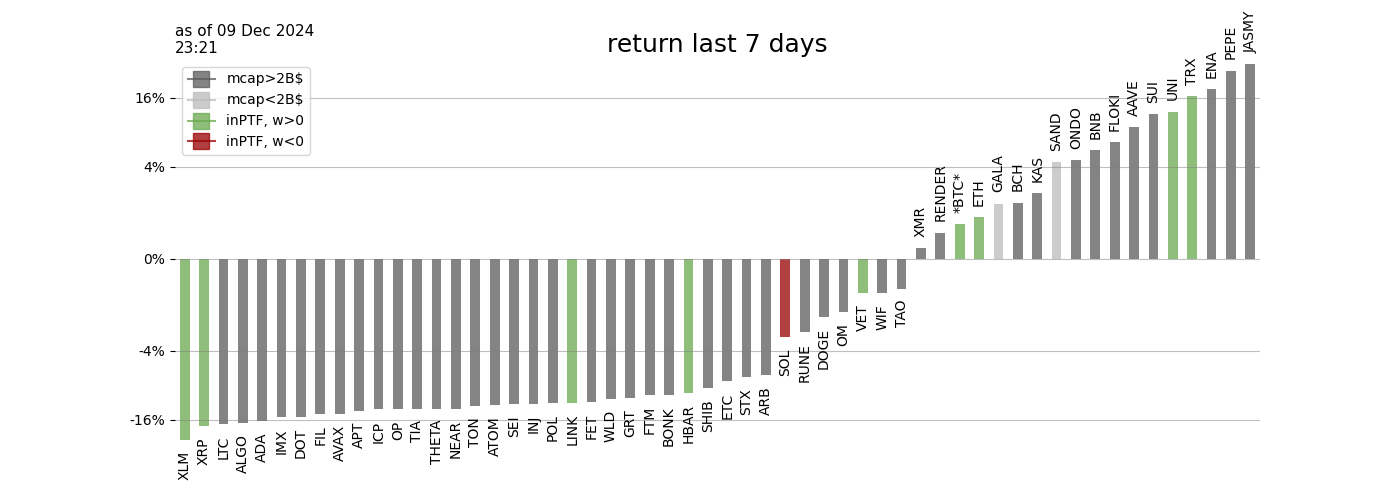 as of 09 Dec 2024
23:21
return last 7 days
mcap>2B$
mcap<2B$
inPTF, w>0
inPTF, w<0
16%
4%
0%
-4%
-16%
XLM
XRP
LTC
ALGO
ADA
IMX
DOT
FIL
AVAX
APT
ICP
OP
TIA
THETA
NEAR
TON
ATOM
SEI
INJ
POL
LINK
FET
WLD
GRT
FTM
BONK
HBAR
SHIB
ETC
STX
ARB
SOL
RUNE
DOGE
OM
VET
WIF
TAO
XMR
RENDER
*BTC*
ETH
GALA
BCH
KAS
SAND
ONDO
BNB
FLOKI
AAVE
SUI
UNI
TRX
ENA
PEPE
JASMY